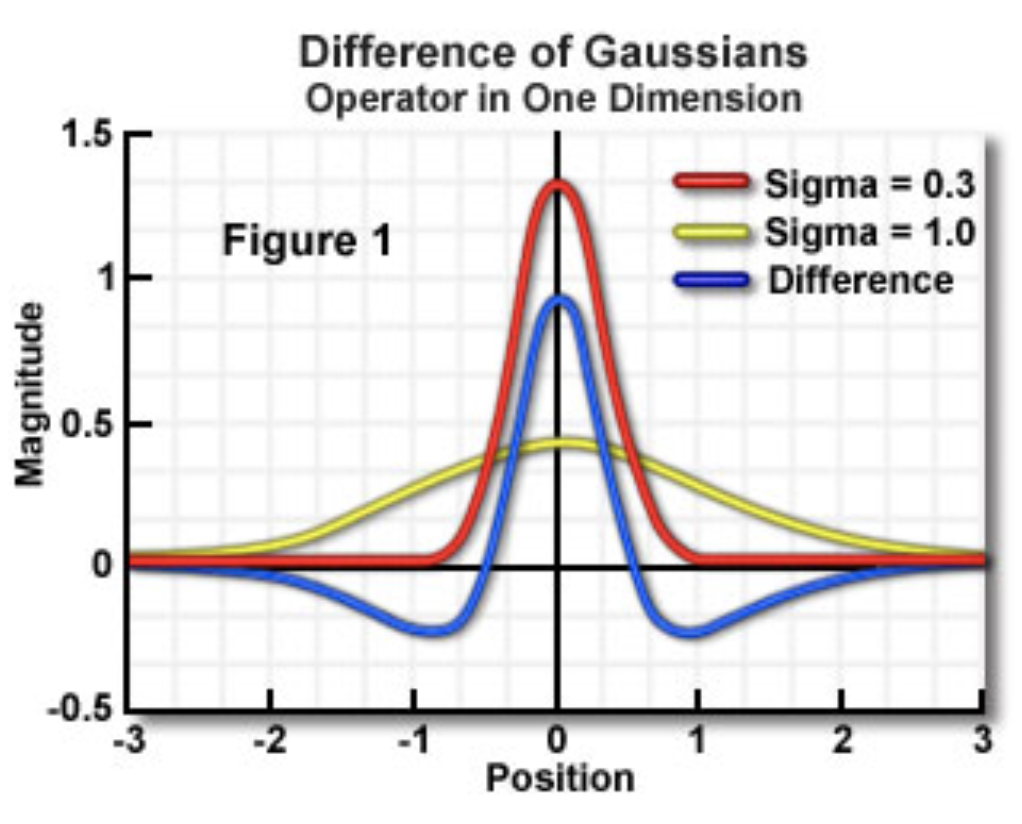 Difference of Gaussians
Operator in One Dimension
1.5
Sigma = 0.3
Sigma = 1.0
Difference
Figure 1
1
Magnitude
0.5
0
-0.5
-3 -2 -1 0 1 2 3
Position